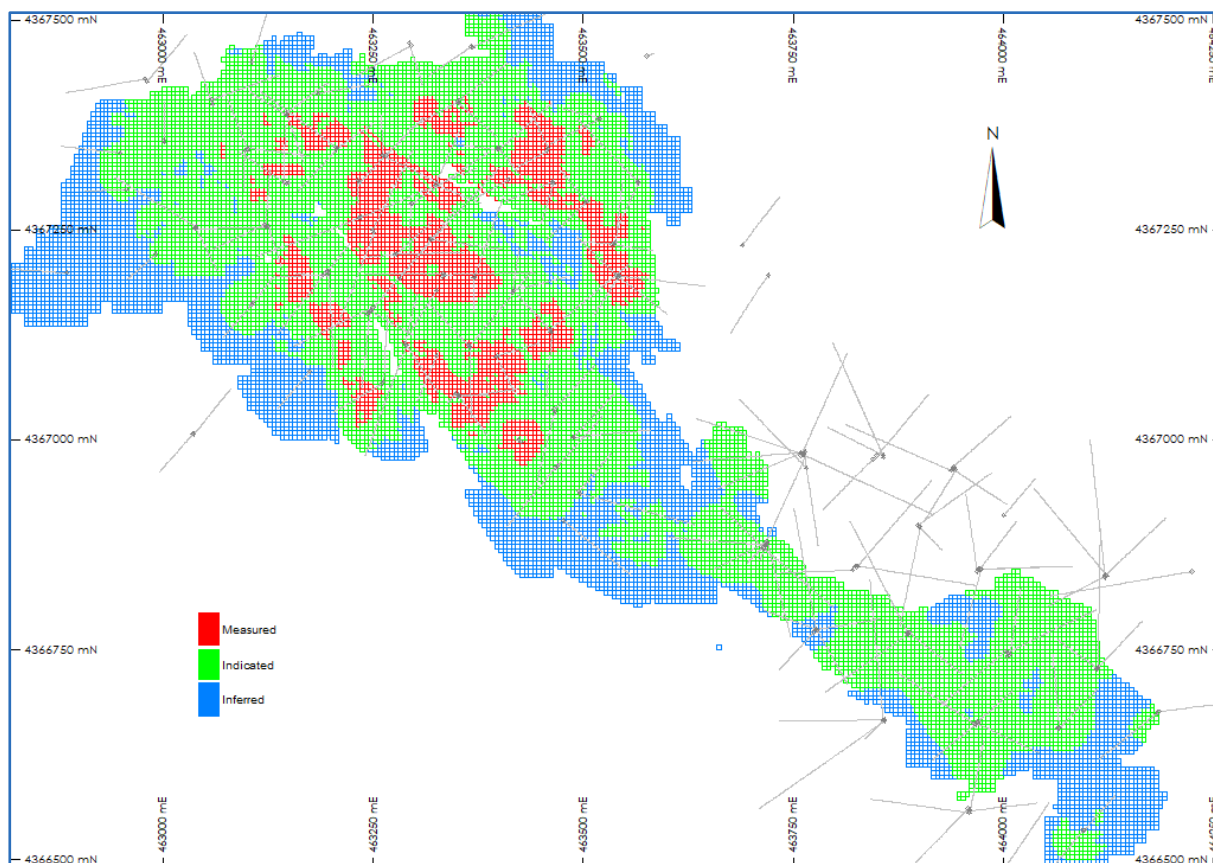 4367500 mN
463000 mE
463250 mE
463500 mE
463750 mE
464000 mE
4367500 mN
N
4367250 mN
4367250 mN
4367000 mN
4367000 mN
Measured
Indicated
Inferred
4366750 mN
4366750 mN
463000 mE
463250 mE
463500 mE
463750 mE
464000 mE
4366500 mN
4366500 mN